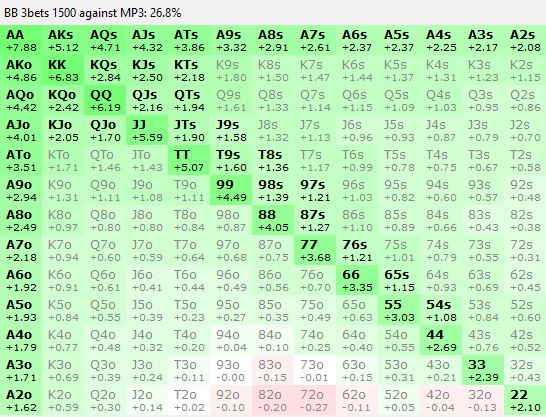 BB 3bets 1500 against MP3: 26.8%
AA AKs AQs AJs ATs A9s A8s A7s A6s A5s A4s A3s A2s
+7.88 +5.12 +4.71 +4.32 +3.86 +3.32 +2.91 +2.61 +2.37 +2.37 +2.25 +2.17 +2.08
AKo KK KQs KJs KTs K9s K8s K7s K6s K5s K4s K3s K2s
+4.86 +6.83 +2.84 +2.50 +2.18 +1.80 +1.50 +1.47 +1.44 +1.37 +1.31 +1.23 +1.15
AQo KQo QQ QJs QTs Q9s Q8s Q7s Q6s Q5s Q4s Q3s Q2s
+4.42 +2.42 +6.19 +2.16 +1.94 +1.61 +1.33 +1.14 +1.15 +1.09 +1.03 +0.95 +0.86
AJo KJo QJo JJ JTs J9s J8s J7s J6s J5s J4s J3s J2s
+4.01 +2.05 +1.70 +5.59 +1.90 +1.58 +1.32 +1.13 +0.96 +0.93 +0.87 +0.79 +0.70
ATo KTo QTo JTo TT T9s T8s T7s T6s T5s T4s T3s T2s
+3.51 +1.71 +1.46 +1.43 +5.07 +1.60 +1.36 +1.17 +0.99 +0.78 +0.75 +0.67 +0.58
A9o K9o Q9o J9o T9o 99 98s 97s 96s 95s 94s 93s 92s
+2.94 +1.31 +1.11 +1.08 +1.11 +4.49 +1.39 +1.21 +1.03 +0.82 +0.60 +0.57 +0.48
A8o K8o Q8o J8o T8o 98o 88 87s 86s 85s 84s 83s 82s
+2.49 +0.97 +0.80 +0.80 +0.84 +0.87 +4.05 +1.27 +1.10 +0.89 +0.66 +0.43 +0.38
A7o K7o Q7o J7o T7o 97o 87o 77 76s 75s 74s 73s 72s
+2.18 +0.94 +0.60 +0.59 +0.64 +0.68 +0.75 +3.68 +1.21 +1.01 +0.79 +0.55 +0.31
A6o K6o Q6o J6o T6o 96o 86o 76o 66 65s 64s 63s 62s
+1.92 +0.91 +0.61 +0.41 +0.44 +0.49 +0.56 +0.70 +3.35 +1.15 +0.93 +0.69 +0.45
A5o K5o Q5o J5o T5o 95o 85o 75o 65o 55 54s 53s 52s
+1.93 +0.84 +0.55 +0.39 +0.23 +0.27 +0.35 +0.49 +0.63 +3.03 +1.08 +0.84 +0.60
A4o K4o Q4o J4o T4o 94o 84o 74o 64o 54o 44 43s 42s
+1.79 +0.77 +0.48 +0.32 +0.20 +0.04 +0.10 +0.25 +0.40 +0.55 +2.69 +0.76 +0.52
A3o K3o Q3o J3o T3o 93o 83o 73o 63o 53o 43o 33 32s
+1.71 +0.69 +0.39 +0.24 +0.11 -0.00 -0.15 -0.01 +0.15 +0.31 +0.21 +2.39 +0.43
A2o K2o Q2o J2o T2o 92o 82o 72o 62o 52o 42o 32o 22
+1.62 +0.59 +0.30 +0.14 +0.02 -0.10 -0.20 -0.27 -0.11 +0.05 -0.04 -0.13 +2.10